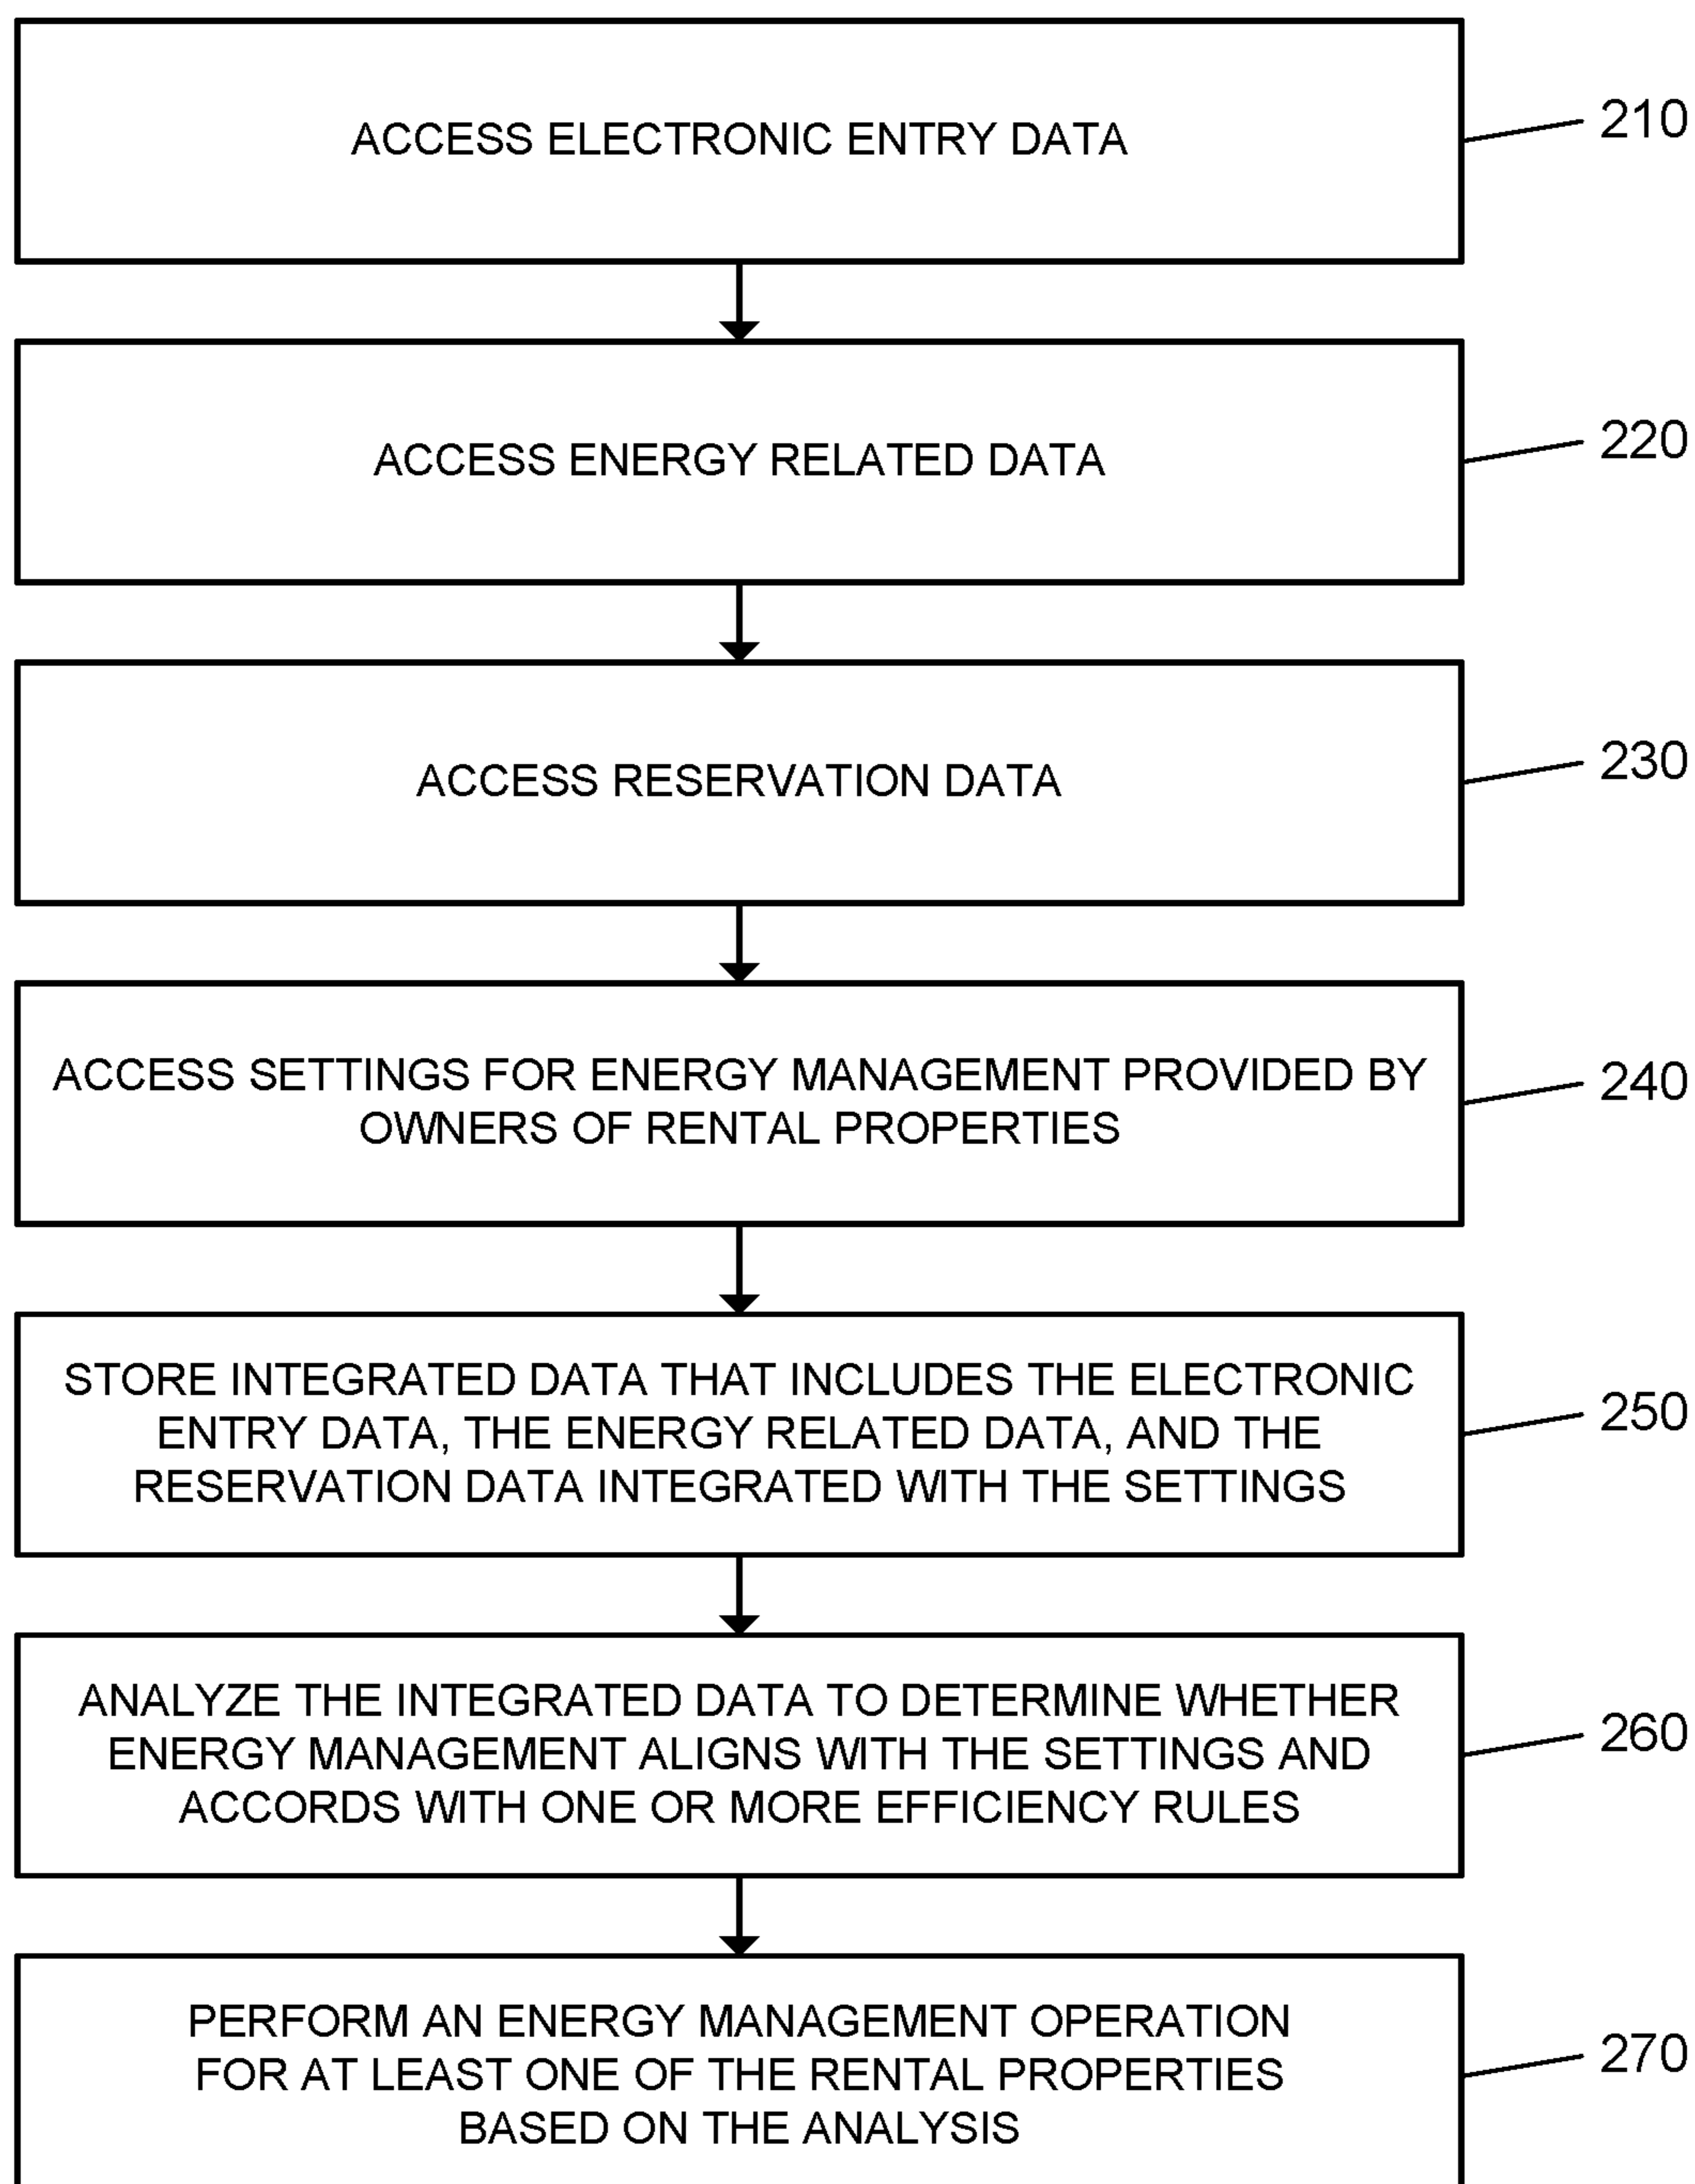 ACCESS ELECTRONIC ENTRY DATA
210
ACCESS ENERGY RELATED DATA
220
ACCESS RESERVATION DATA
230
ACCESS SETTINGS FOR ENERGY MANAGEMENT PROVIDED BY
OWNERS OF RENTAL PROPERTIES
240
STORE INTEGRATED DATA THAT INCLUDES THE ELECTRONIC
ENTRY DATA, THE ENERGY RELATED DATA, AND THE
RESERVATION DATA INTEGRATED WITH THE SETTINGS
250
ANALYZE THE INTEGRATED DATA TO DETERMINE WHETHER
ENERGY MANAGEMENT ALIGNS WITH THE SETTINGS AND
ACCORDS WITH ONE OR MORE EFFICIENCY RULES
260
PERFORM AN ENERGY MANAGEMENT OPERATION
FOR AT LEAST ONE OF THE RENTAL PROPERTIES
BASED ON THE ANALYSIS
270